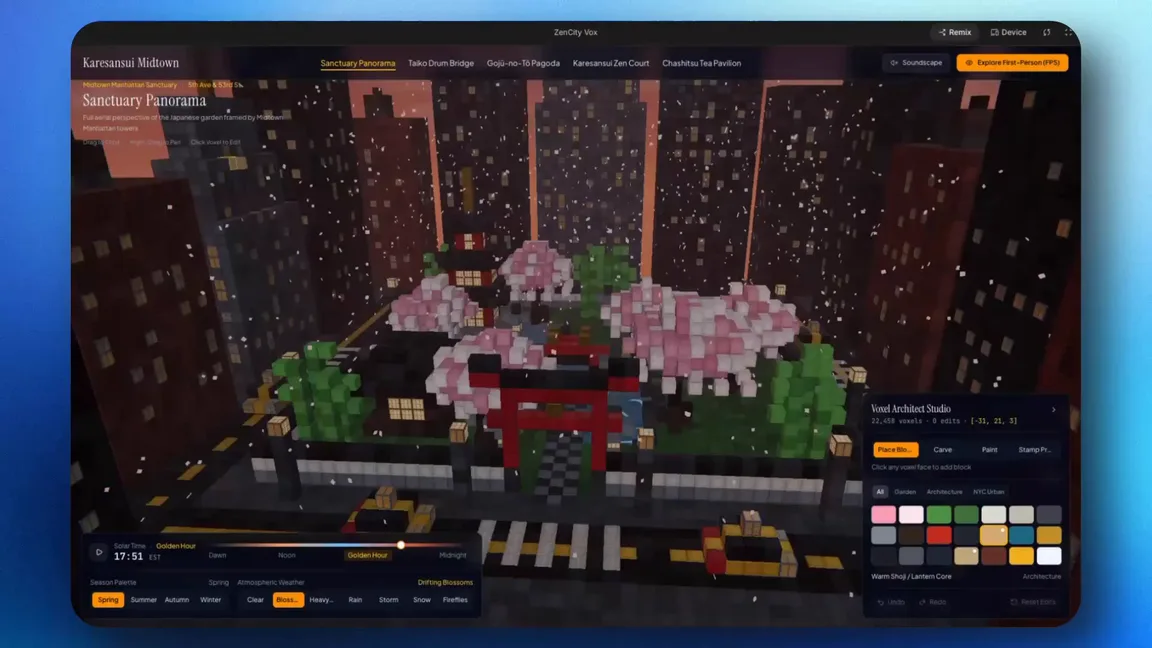 ZenCity Vox
Remix
Device
Karesansui Midtown
Sanctuary Panorama
Taiko Drum Bridge
Gojū-no-Tō Pagoda
Karesansui Zen Court
Chashitsu Tea Pavilion
Soundscape
Explore First-Person (FPS)
Midtown Manhattan Sanctuary
5th Ave & 53rd St
Sanctuary Panorama
Full aerial perspective of the Japanese garden framed by Midtown
Manhattan towers
Click Voxel to Edit
Voxel Architect Studio
22,458 voxels · 0 edits · [-31, 21, 3]
Place Blo...
Carve
Paint
Stamp Pr...
Click any voxel face to add block
All
Garden
Architecture
NYC Urban
Warm Shoji / Lantern Core
Architecture
Undo
Redo
Reset Edits
Solar Time · Golden Hour
17:51 EST
Dawn
Noon
Golden Hour
Midnight
Season Palette
Spring
Spring
Summer
Autumn
Winter
Atmospheric Weather
Drifting Blossoms
Clear
Bloss...
Heavy...
Rain
Storm
Snow
Fireflies